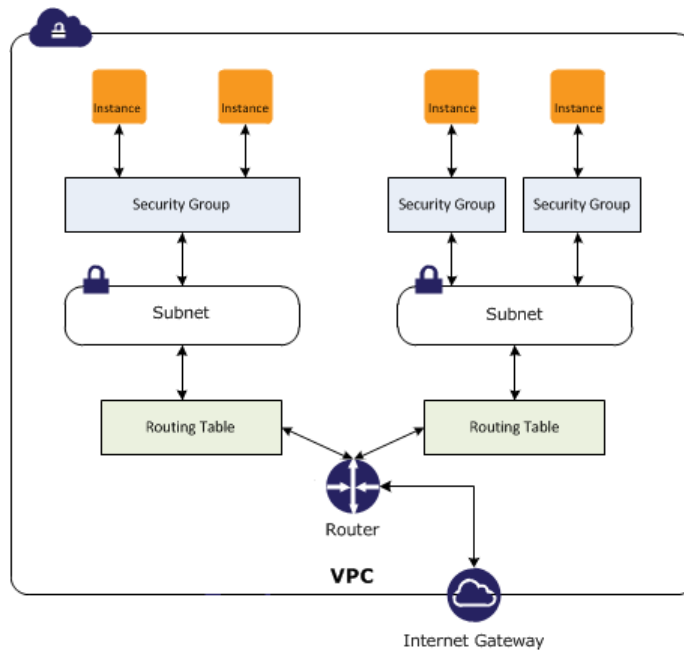 Instance
Instance
Instance
Instance
Security Group
Security Group
Security Group
Subnet
Subnet
Routing Table
Routing Table
Router
VPC
Internet Gateway